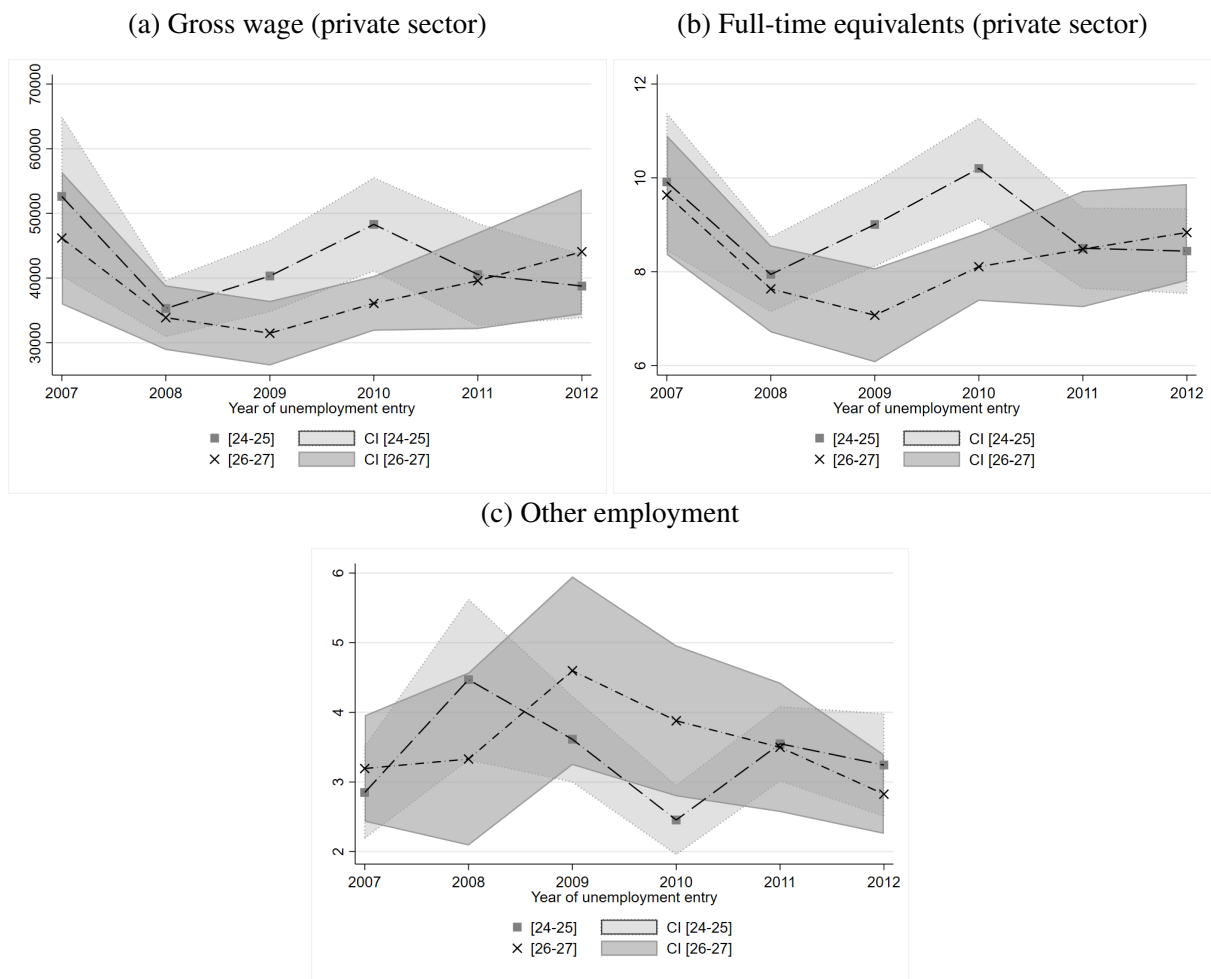 (a) Gross wage (private sector)
70000
60000
50000
40000
30000
2007 2008 2009 2010 2011 2012
Year of unemployment entry
[24-25] CI [24-25]
[26-27] CI [26-27]
(b) Full-time equivalents (private sector)
12
10
8
6
2007 2008 2009 2010 2011 2012
Year of unemployment entry
[24-25] CI [24-25]
[26-27] CI [26-27]
(c) Other employment
6
5
4
3
2
2007 2008 2009 2010 2011 2012
Year of unemployment entry
[24-25] CI [24-25]
[26-27] CI [26-27]